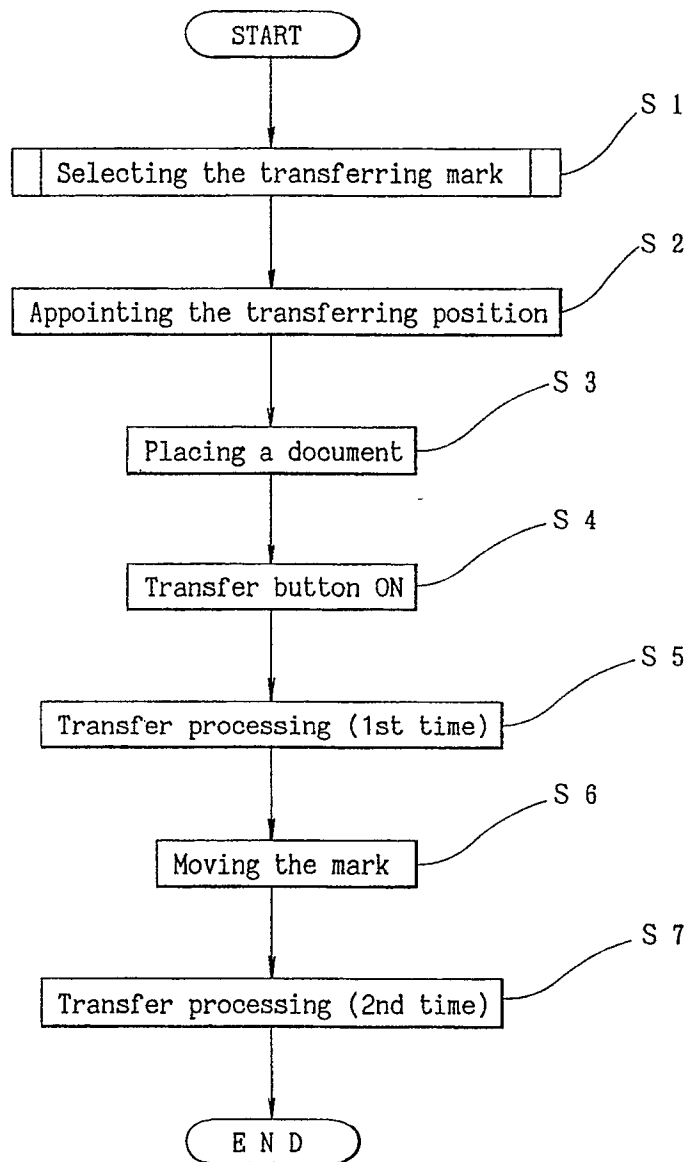 START
S 1
Selecting the transferring mark
S 2
Appointing the transferring position
S 3
Placing a document
S 4
Transfer button ON
S 5
Transfer processing (1st time)
S 6
Moving the mark
S 7
Transfer processing (2nd time)
E N D